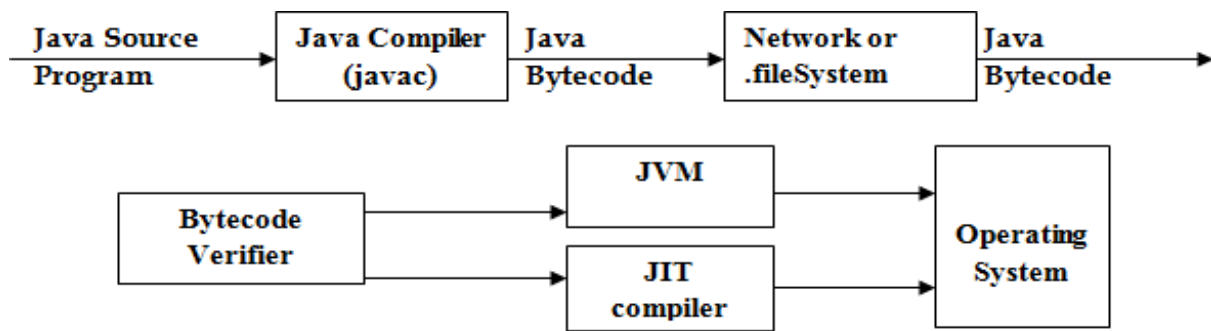 Java Source
Program
Java Compiler
(javac)
Java
Bytecode
Network or
.fileSystem
Java
Bytecode
Bytecode
Verifier
JVM
JIT
compiler
Operating
System